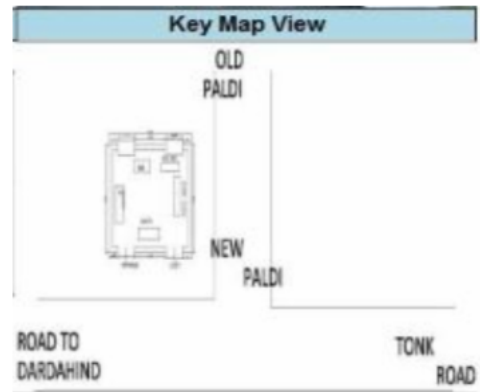 Key Map View
OLD
PALDI
NEW
PALDI
ROAD TO
DARDAHIND
TONK
ROAD